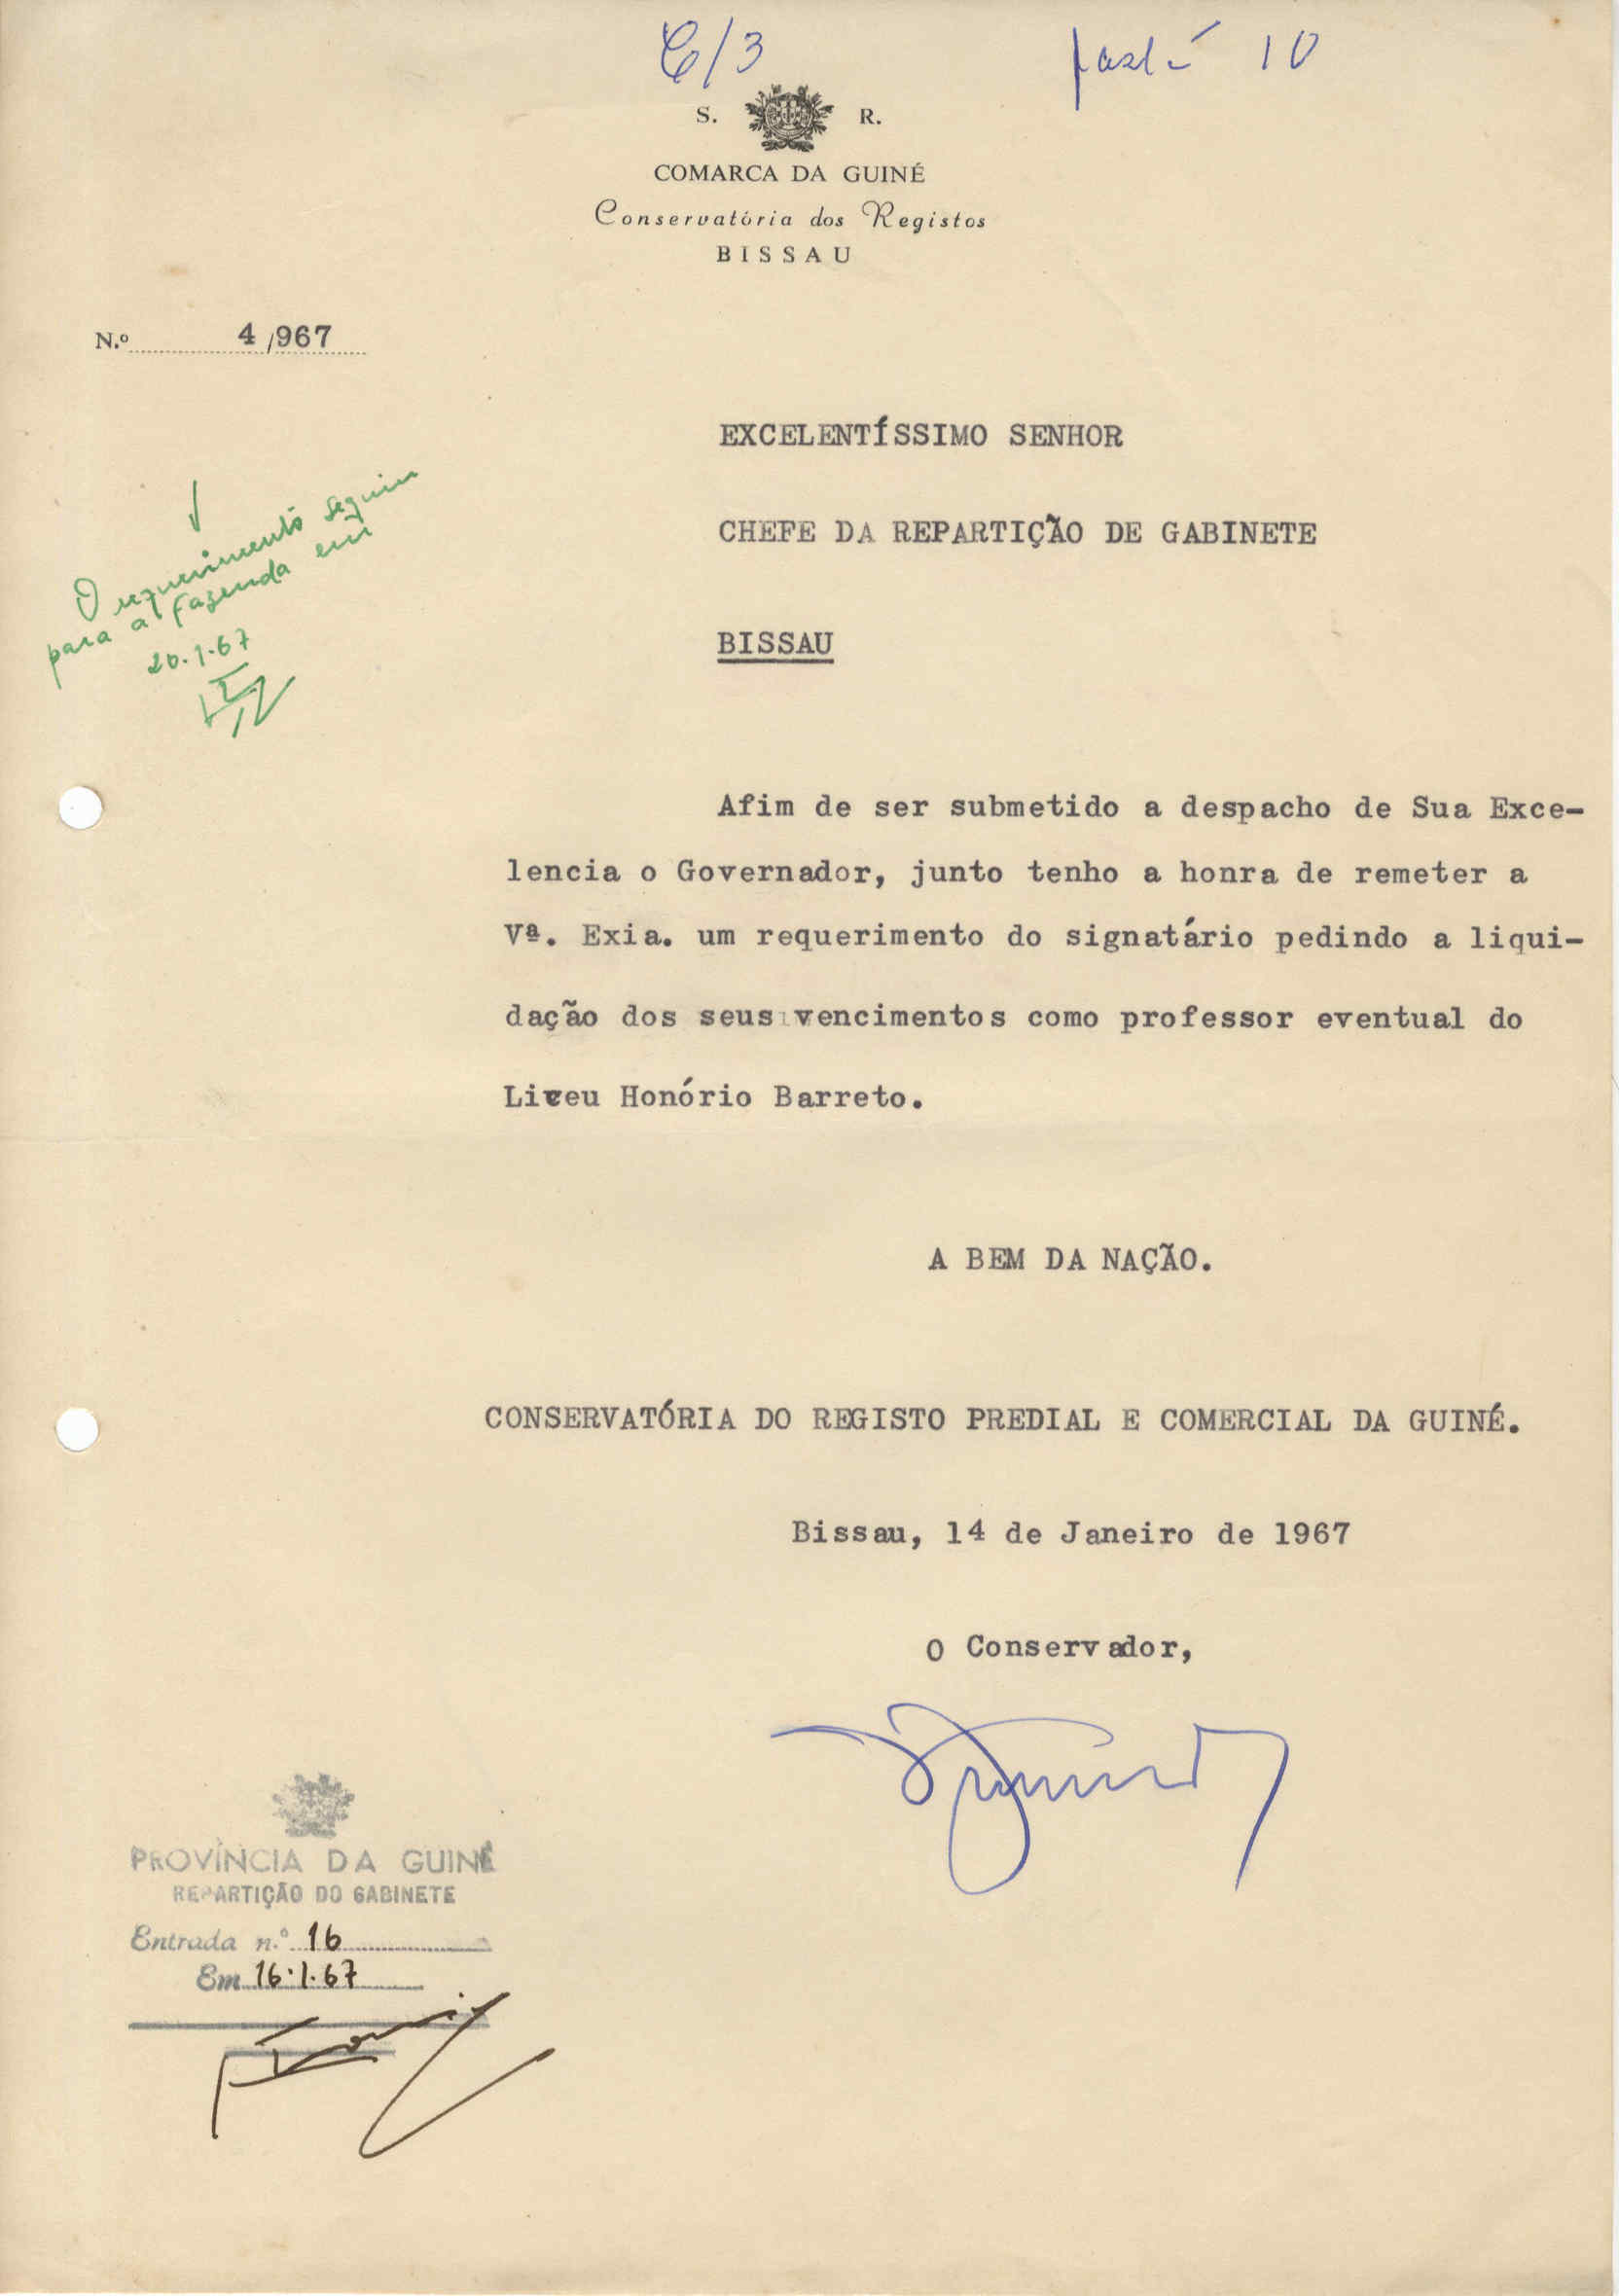 C/3
10
S. R.
COMARCA DA GUINÉ
Conservatória dos Registos
BISSAU
N.º 4/967
EXCELENTÍSSIMO SENHOR
CHEFE DA REPARTIÇÃO DE GABINETE
BISSAU
O requerimento seguiu
para a Fazenda em
20.1.67
Afim de ser submetido a despacho de Sua Exce-
lencia o Governador, junto tenho a honra de remeter a
Vª. Exia. um requerimento do signatário pedindo a liqui-
dação dos seus vencimentos como professor eventual do
Liceu Honório Barreto.
A BEM DA NAÇÃO.
CONSERVATÓRIA DO REGISTO PREDIAL E COMERCIAL DA GUINÉ.
Bissau, 14 de Janeiro de 1967
O Conservador,
PROVÍNCIA DA GUINÉ
REPARTIÇÃO DO GABINETE
Entrada n.º 16
Em 16.1.67